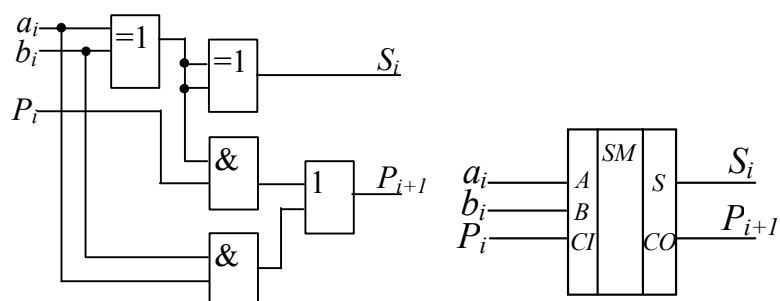 aᵢ
=1
bᵢ
=1
Sᵢ
Pᵢ
&
1
Pᵢ₊₁
&
SM
aᵢ
A
S
Sᵢ
bᵢ
B
Pᵢ
CI
CO
Pᵢ₊₁